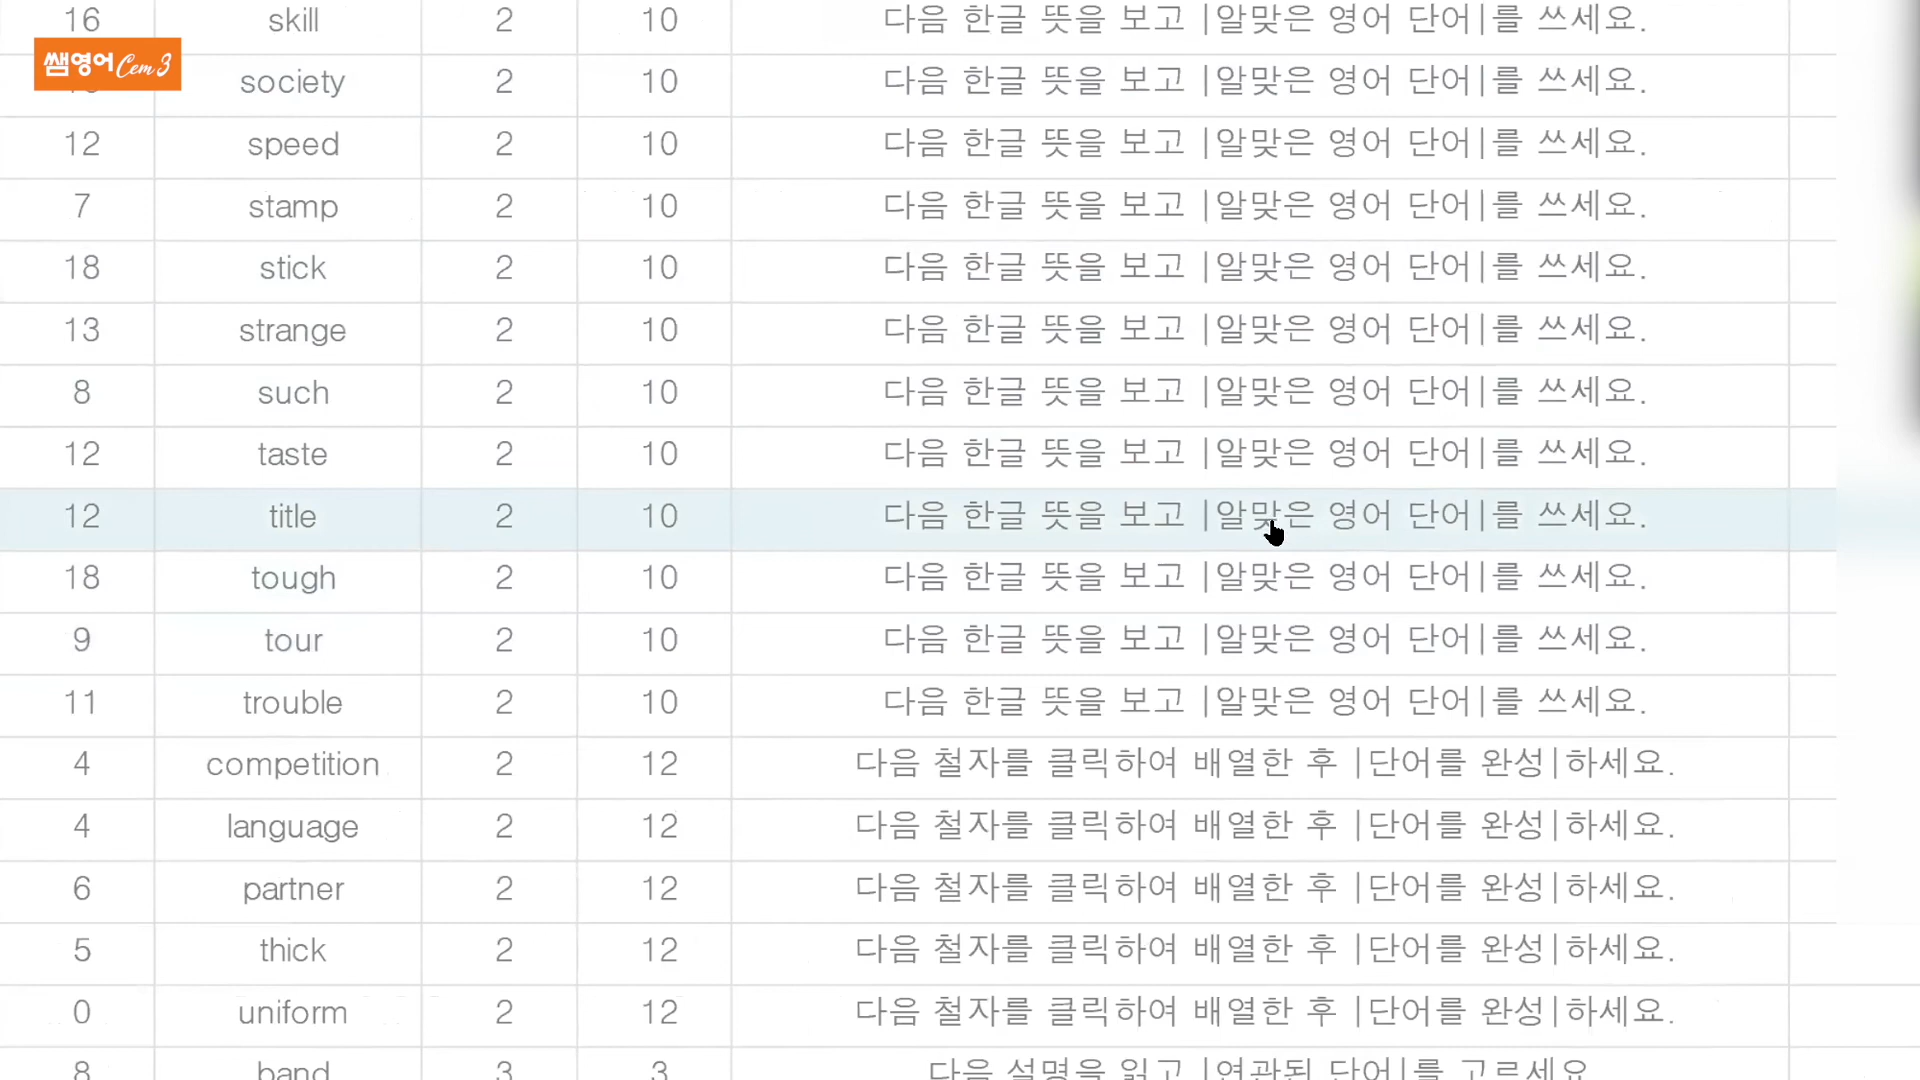 16 skill 2 10 다음 한글 뜻을 보고 |알맞은 영어 단어|를 쓰세요.
쌤영어 Cem 3
society 2 10 다음 한글 뜻을 보고 |알맞은 영어 단어|를 쓰세요.
12 speed 2 10 다음 한글 뜻을 보고 |알맞은 영어 단어|를 쓰세요.
7 stamp 2 10 다음 한글 뜻을 보고 |알맞은 영어 단어|를 쓰세요.
18 stick 2 10 다음 한글 뜻을 보고 |알맞은 영어 단어|를 쓰세요.
13 strange 2 10 다음 한글 뜻을 보고 |알맞은 영어 단어|를 쓰세요.
8 such 2 10 다음 한글 뜻을 보고 |알맞은 영어 단어|를 쓰세요.
12 taste 2 10 다음 한글 뜻을 보고 |알맞은 영어 단어|를 쓰세요.
12 title 2 10 다음 한글 뜻을 보고 |알맞은 영어 단어|를 쓰세요.
18 tough 2 10 다음 한글 뜻을 보고 |알맞은 영어 단어|를 쓰세요.
9 tour 2 10 다음 한글 뜻을 보고 |알맞은 영어 단어|를 쓰세요.
11 trouble 2 10 다음 한글 뜻을 보고 |알맞은 영어 단어|를 쓰세요.
4 competition 2 12 다음 철자를 클릭하여 배열한 후 |단어를 완성|하세요.
4 language 2 12 다음 철자를 클릭하여 배열한 후 |단어를 완성|하세요.
6 partner 2 12 다음 철자를 클릭하여 배열한 후 |단어를 완성|하세요.
5 thick 2 12 다음 철자를 클릭하여 배열한 후 |단어를 완성|하세요.
0 uniform 2 12 다음 철자를 클릭하여 배열한 후 |단어를 완성|하세요.
8 band 3 3 다음 설명을 읽고 |연관된 단어|를 고르세요